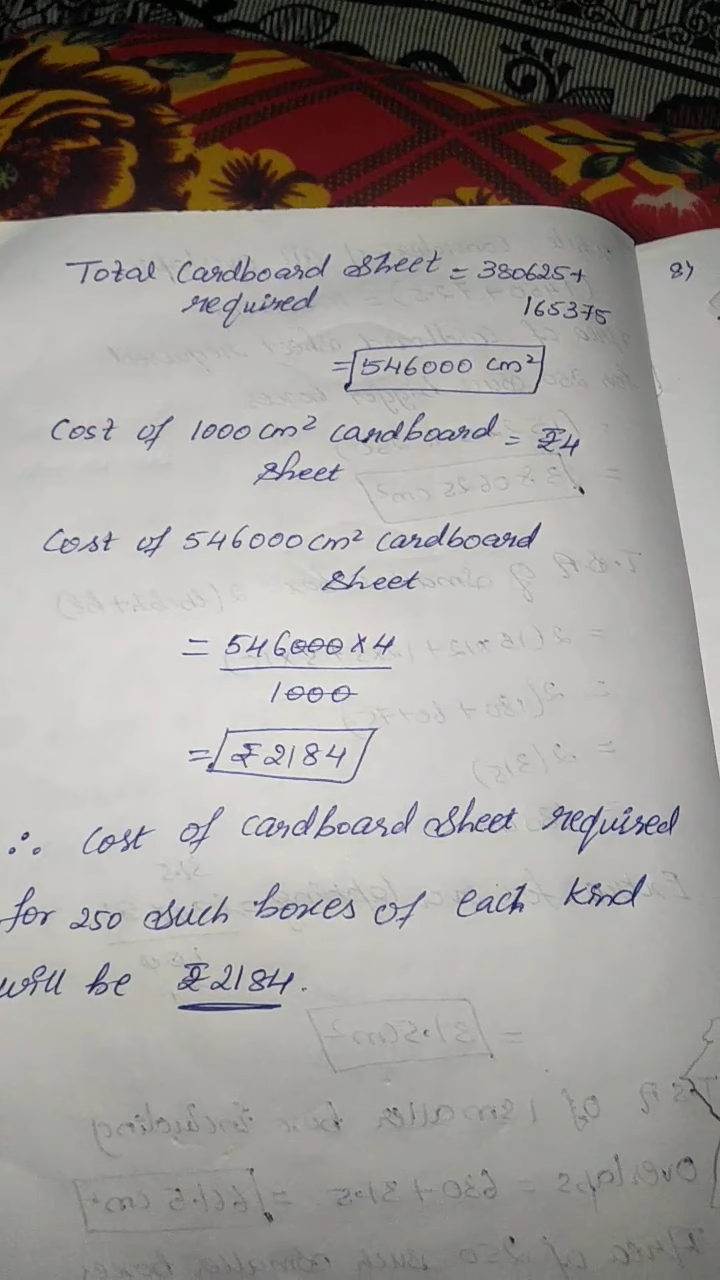 Total Cardboard Sheet = 380625+
required 165375
= 546000 cm²
8)
Cost of 1000 cm² cardboard = ₹4
Sheet
Cost of 546000 cm² cardboard
Sheet
= 546000 × 4
1000
= ₹2184
∴ Cost of cardboard Sheet required
for 250 Such boxes of each kind
will be ₹2184.